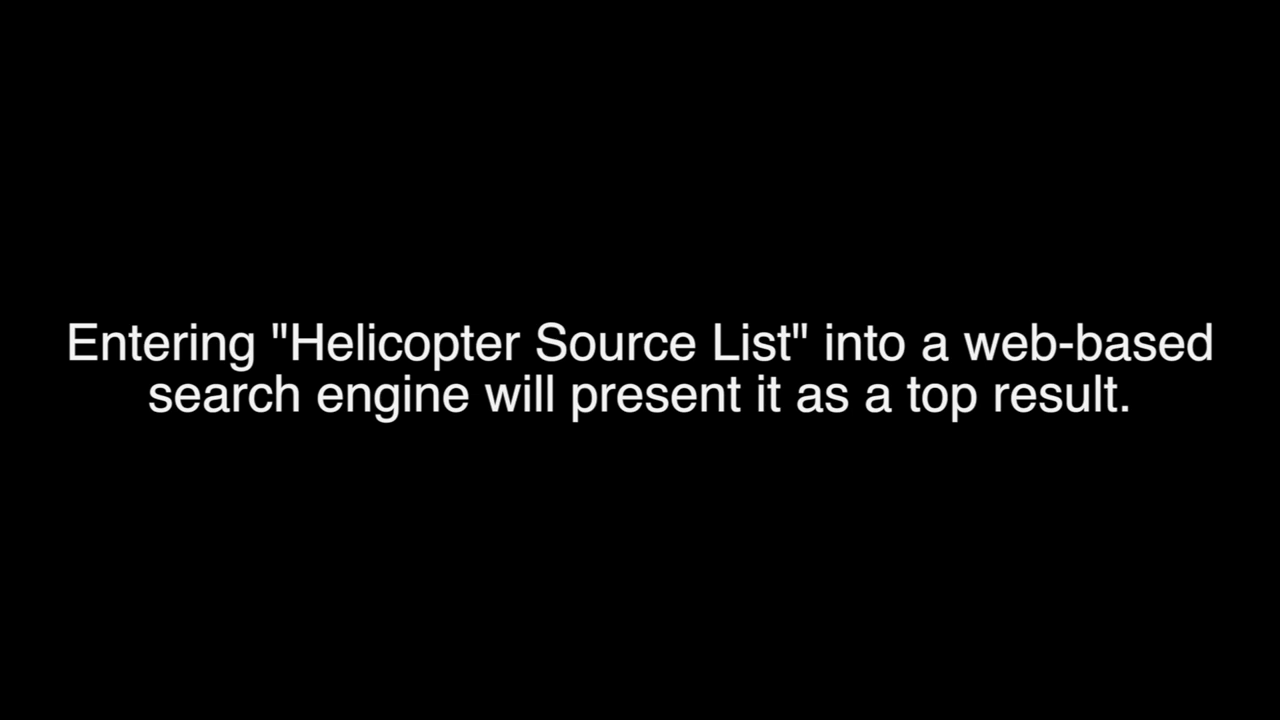 Entering "Helicopter Source List" into a web-based
search engine will present it as a top result.